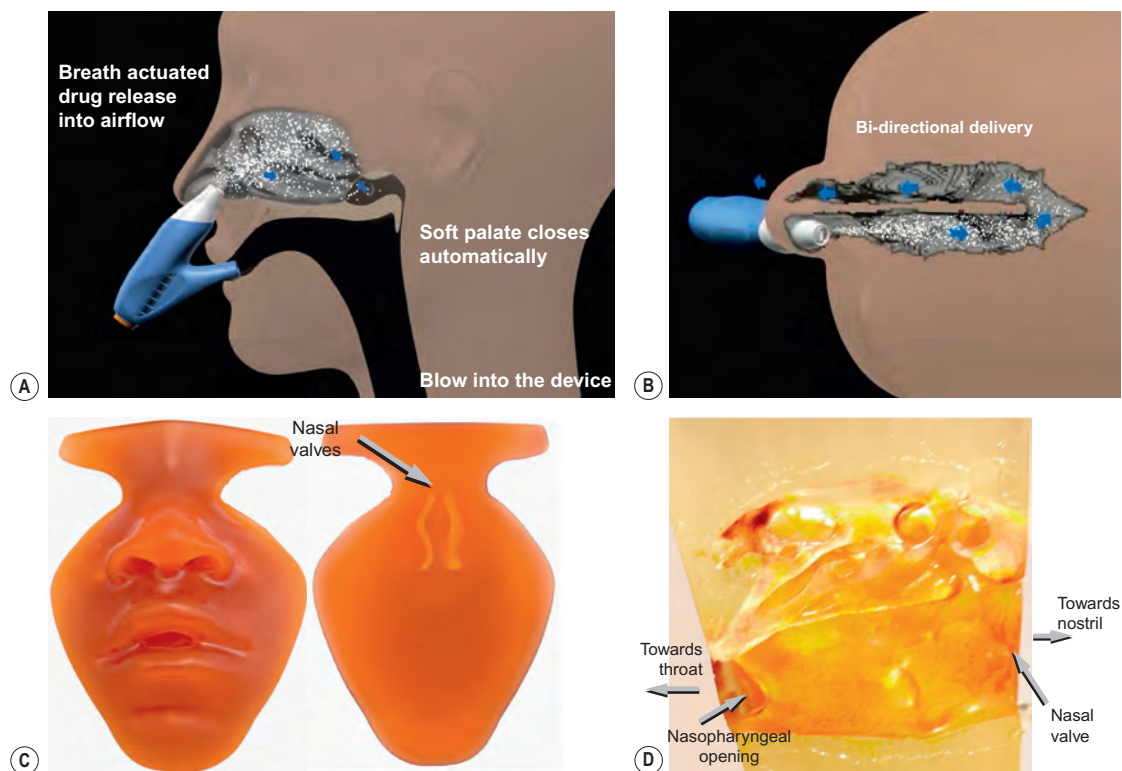 Breath actuated
drug release
into airflow
Soft palate closes
automatically
Blow into the device
A
Bi-directional delivery
B
Nasal
valves
C
Towards
nostril
Towards
throat
Nasopharyngeal
opening
Nasal
valve
D